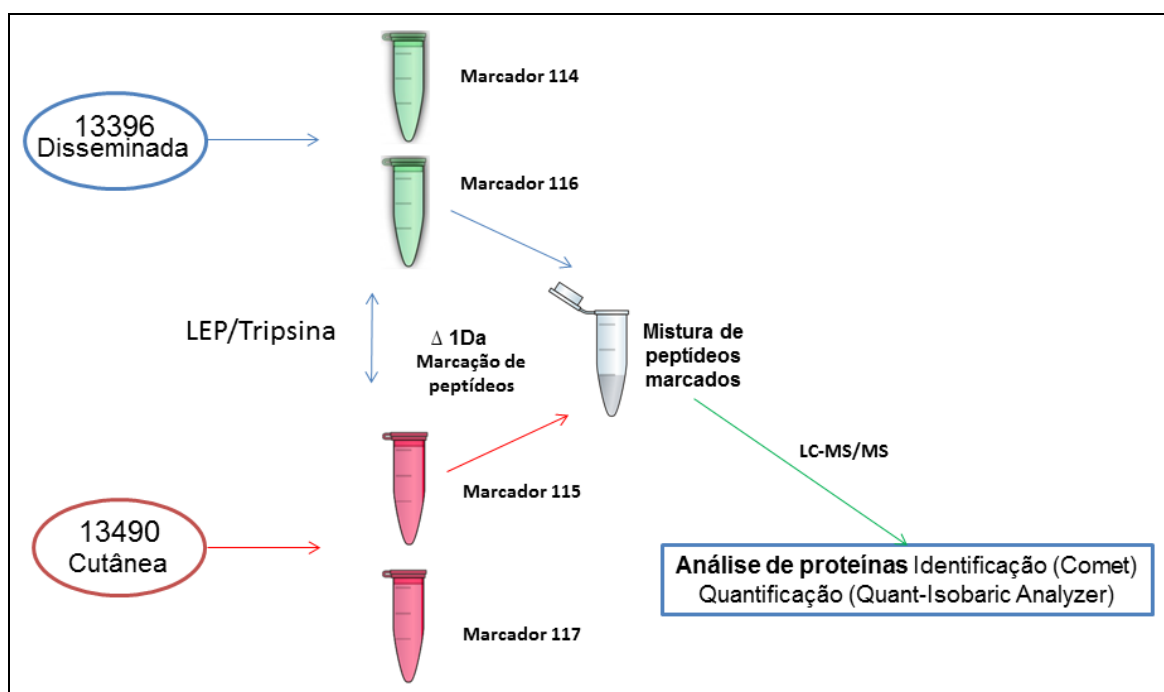 Marcador 114
13396
Disseminada
Marcador 116
LEP/Tripsina
Δ 1Da
Marcação de
peptídeos
Mistura de
peptídeos
marcados
LC-MS/MS
Marcador 115
13490
Cutânea
Marcador 117
Análise de proteínas Identificação (Comet)
Quantificação (Quant-Isobaric Analyzer)